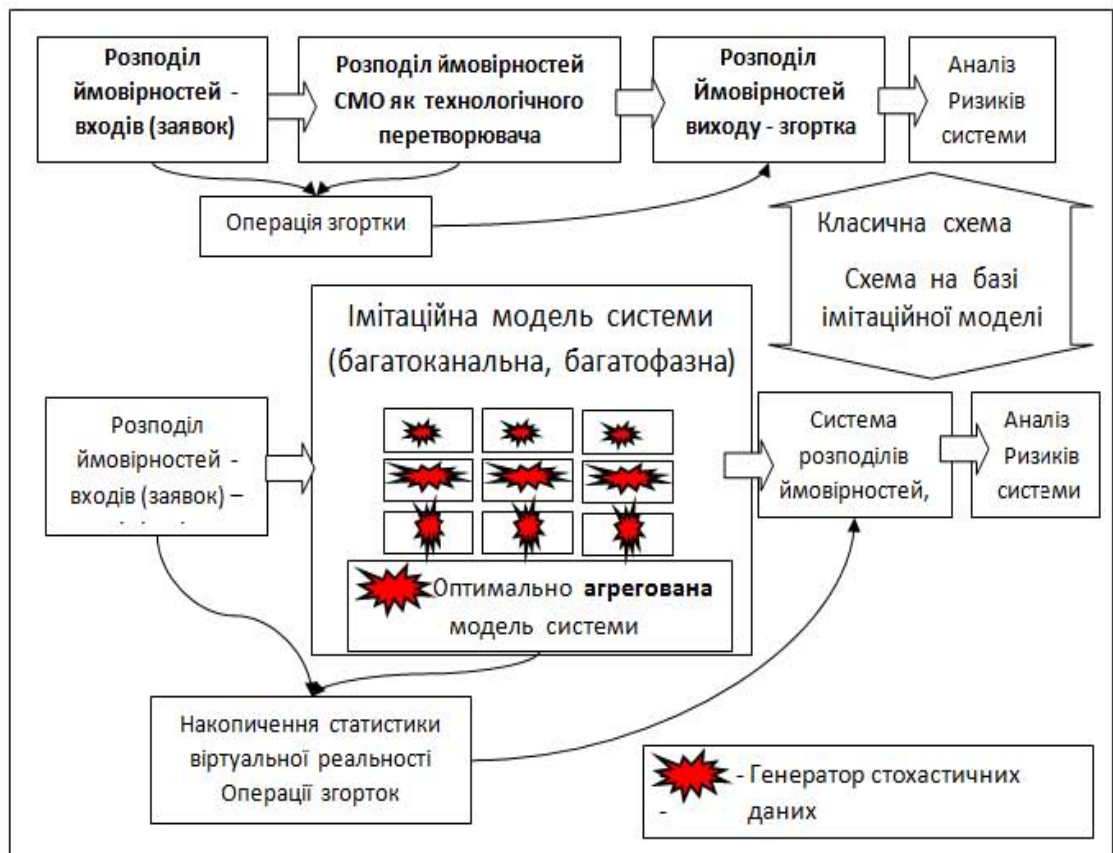 Розподіл
ймовірностей -
входів (заявок)
Розподіл ймовірностей
СМО як технологічного
перетворювача
Розподіл
Ймовірностей
виходу - згортка
Аналіз
Ризиків
системи
Операція згортки
Класична схема
Схема на базі
імітаційної моделі
Імітаційна модель системи
(багатоканальна, багатофазна)
Розподіл
ймовірностей -
входів (заявок) –
Система
розподілів
ймовірностей,
Аналіз
Ризиків
системи
Оптимально агрегована
модель системи
Накопичення статистики
віртуальної реальності
Операції згорток
- Генератор стохастичних
- даних